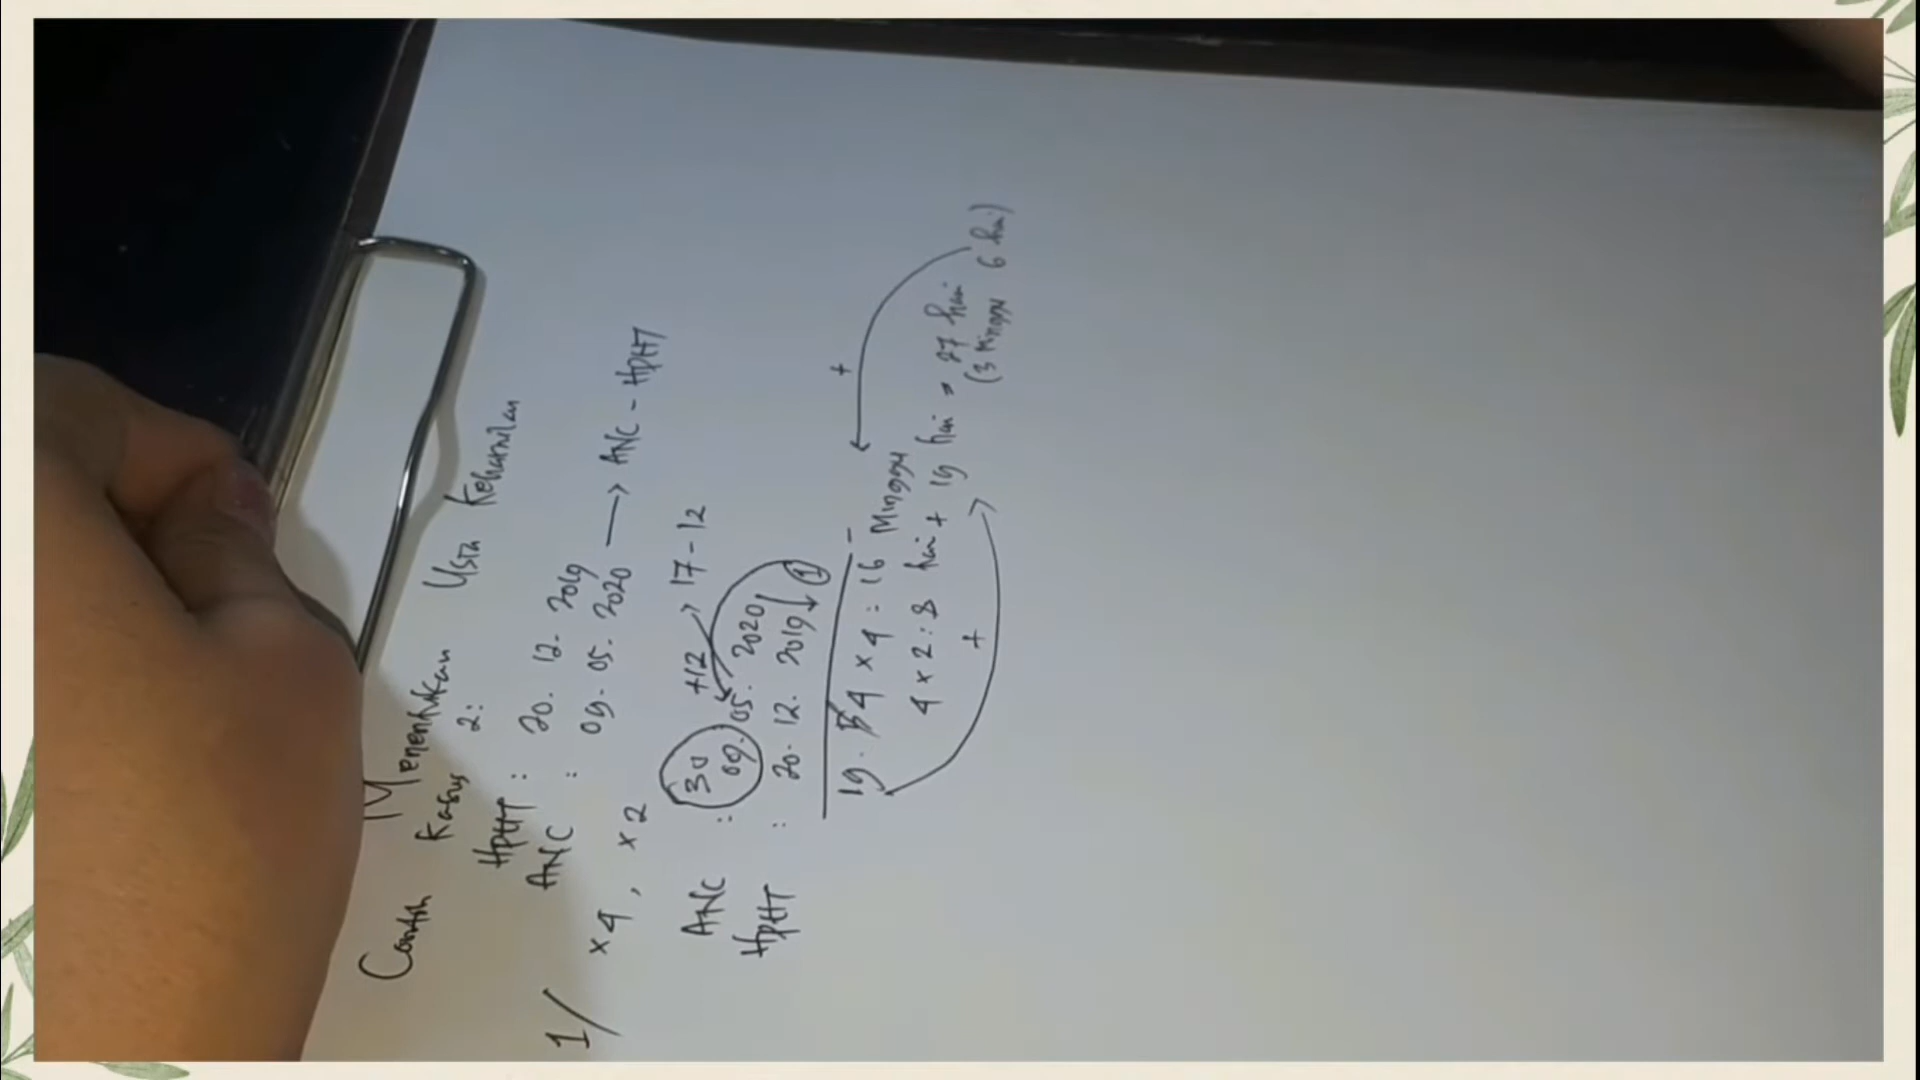 Contoh Menentukan Usia Kehamilan
Kasus 2:
HPHT : 20. 12. 2019
ANC : 09. 05. 2020 → ANC - HPHT
1/ x4, x2
30 +12 → 17-12
ANC : 09. 05. 2020
HPHT : 20. 12. 2019 1
-
19. 4 x 4 : 16 Minggu
4 x 2 : 8 hari + 19 hari = 27 hari
(3 Minggu 6 hari)
+
+